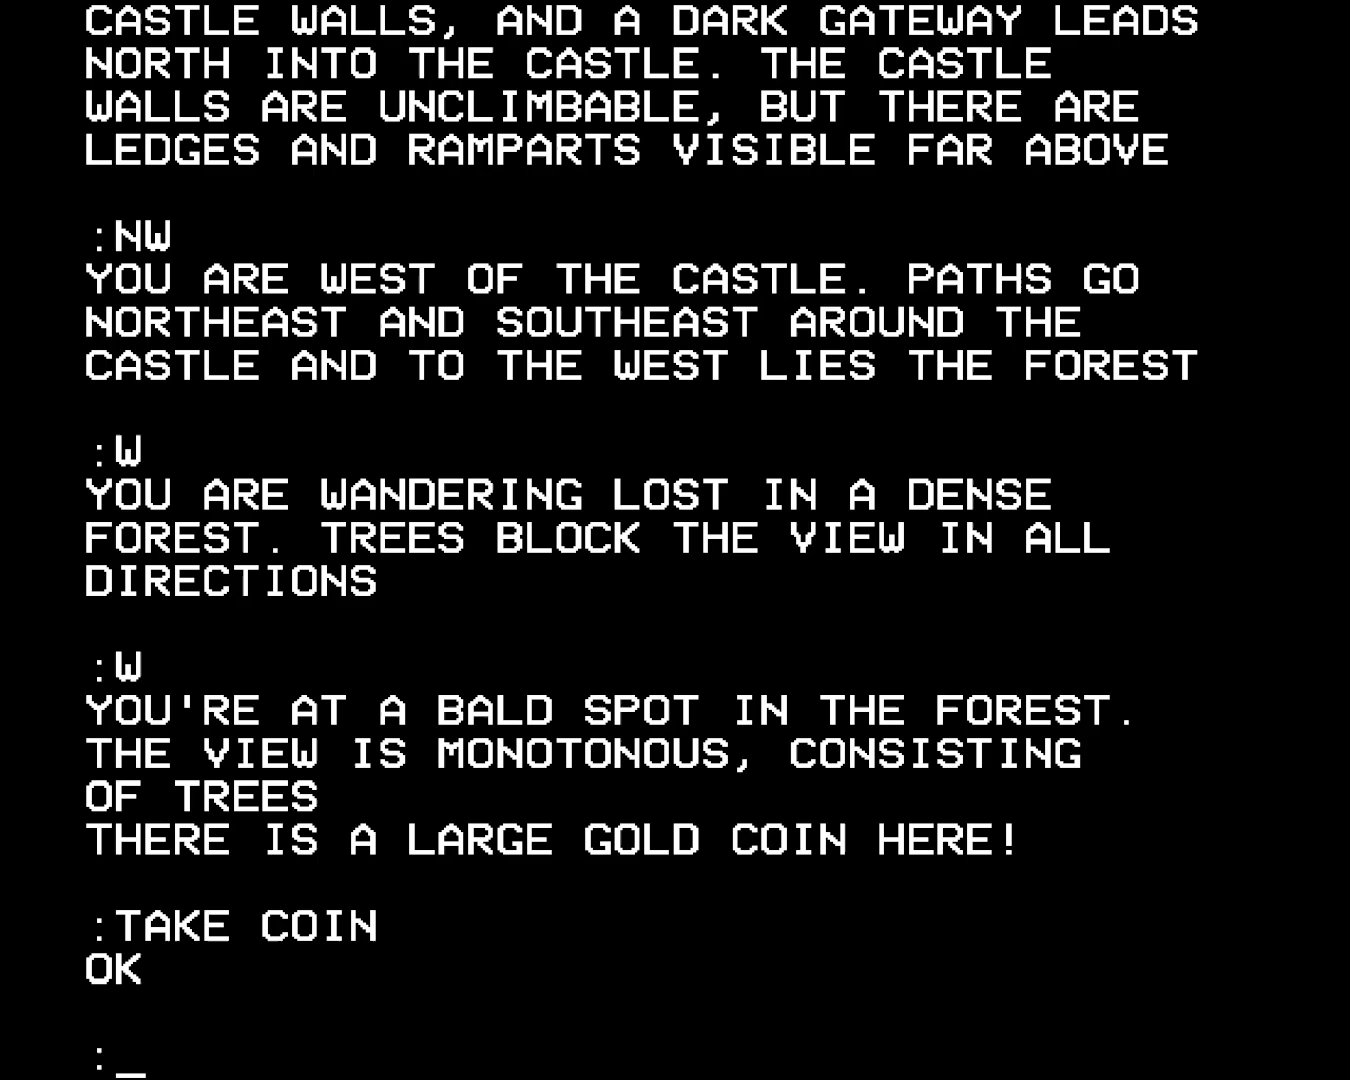 CASTLE WALLS, AND A DARK GATEWAY LEADS
NORTH INTO THE CASTLE. THE CASTLE
WALLS ARE UNCLIMBABLE, BUT THERE ARE
LEDGES AND RAMPARTS VISIBLE FAR ABOVE
:NW
YOU ARE WEST OF THE CASTLE. PATHS GO
NORTHEAST AND SOUTHEAST AROUND THE
CASTLE AND TO THE WEST LIES THE FOREST
:W
YOU ARE WANDERING LOST IN A DENSE
FOREST. TREES BLOCK THE VIEW IN ALL
DIRECTIONS
:W
YOU'RE AT A BALD SPOT IN THE FOREST.
THE VIEW IS MONOTONOUS, CONSISTING
OF TREES
THERE IS A LARGE GOLD COIN HERE!
:TAKE COIN
OK
:_